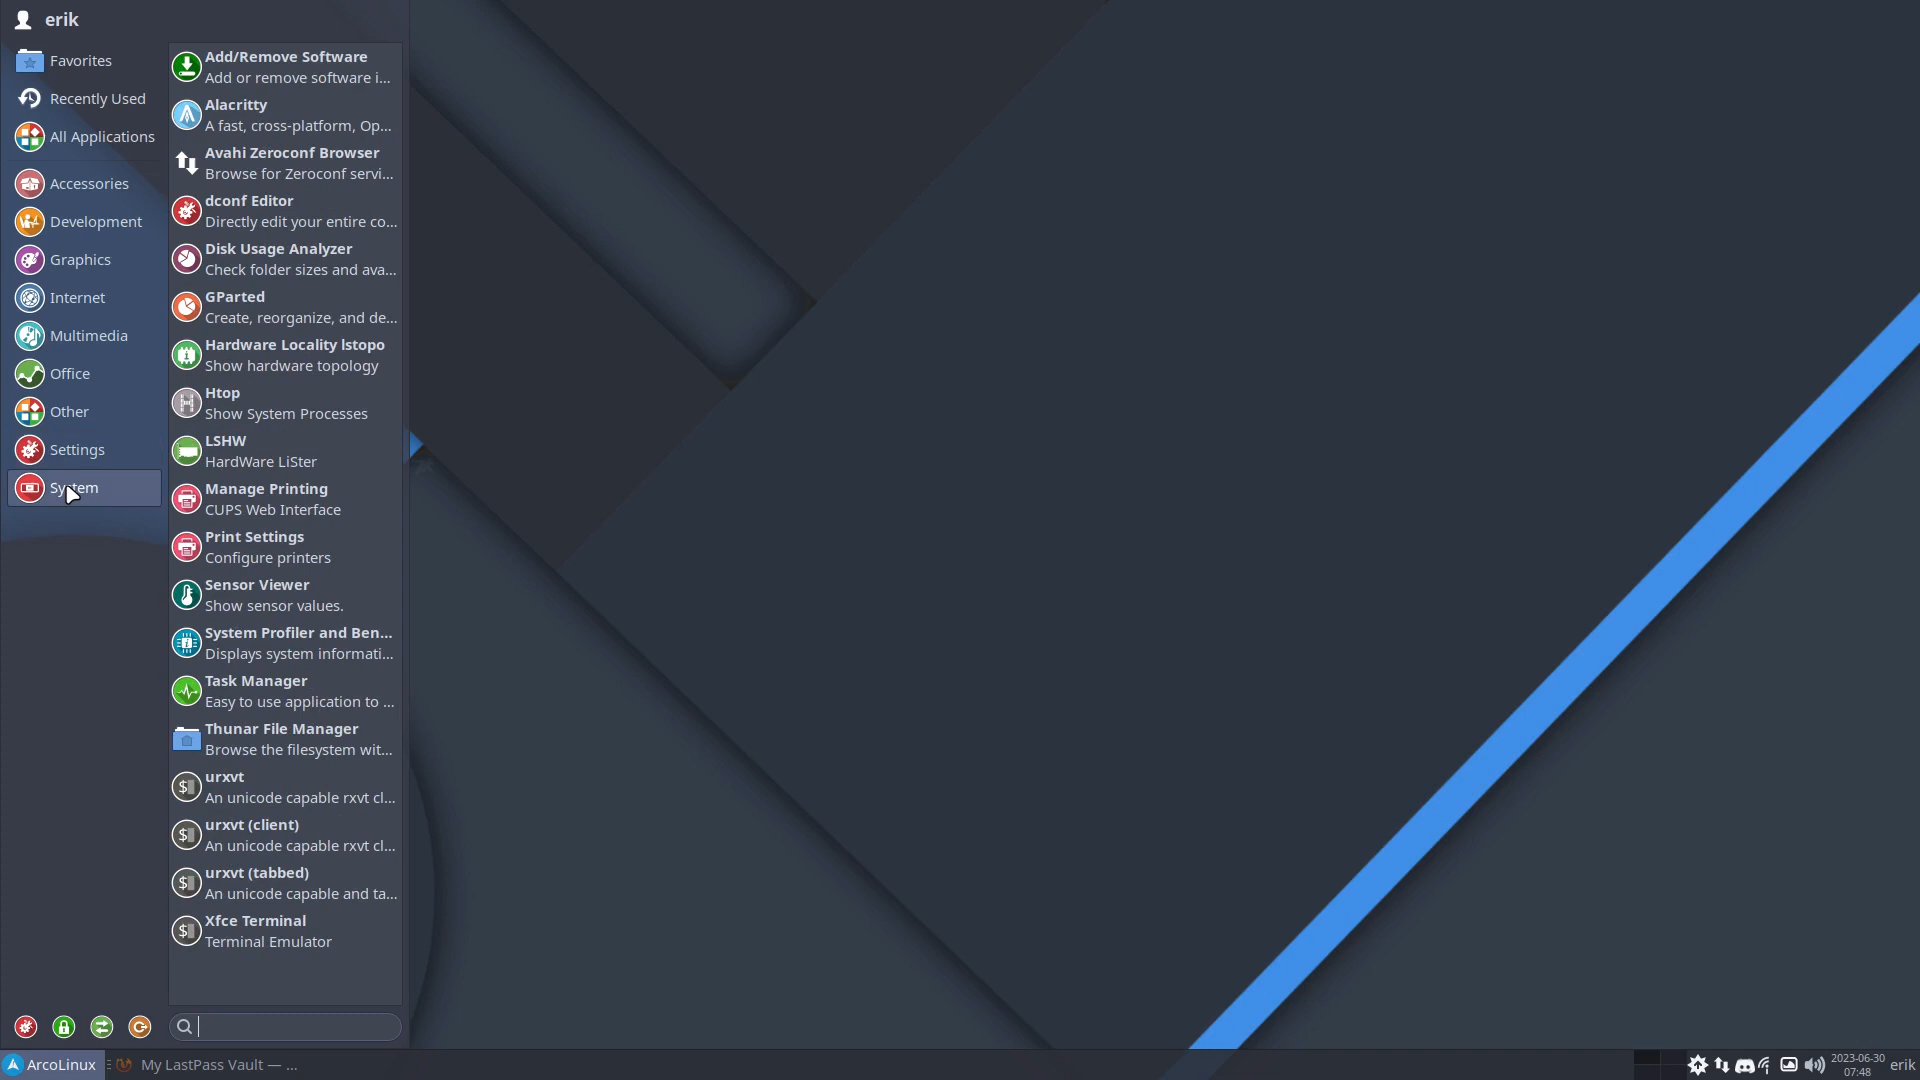 erik
Favorites
Recently Used
All Applications
Accessories
Development
Graphics
Internet
Multimedia
Office
Other
Settings
System
Add/Remove Software
Add or remove software i...
Alacritty
A fast, cross-platform, Op...
Avahi Zeroconf Browser
Browse for Zeroconf servi...
dconf Editor
Directly edit your entire co...
Disk Usage Analyzer
Check folder sizes and ava...
GParted
Create, reorganize, and de...
Hardware Locality lstopo
Show hardware topology
Htop
Show System Processes
LSHW
HardWare LiSter
Manage Printing
CUPS Web Interface
Print Settings
Configure printers
Sensor Viewer
Show sensor values.
System Profiler and Ben...
Displays system informati...
Task Manager
Easy to use application to ...
Thunar File Manager
Browse the filesystem wit...
urxvt
An unicode capable rxvt cl...
urxvt (client)
An unicode capable rxvt cl...
urxvt (tabbed)
An unicode capable and ta...
Xfce Terminal
Terminal Emulator
ArcoLinux
My LastPass Vault — ...
2023-06-30
07:48
erik